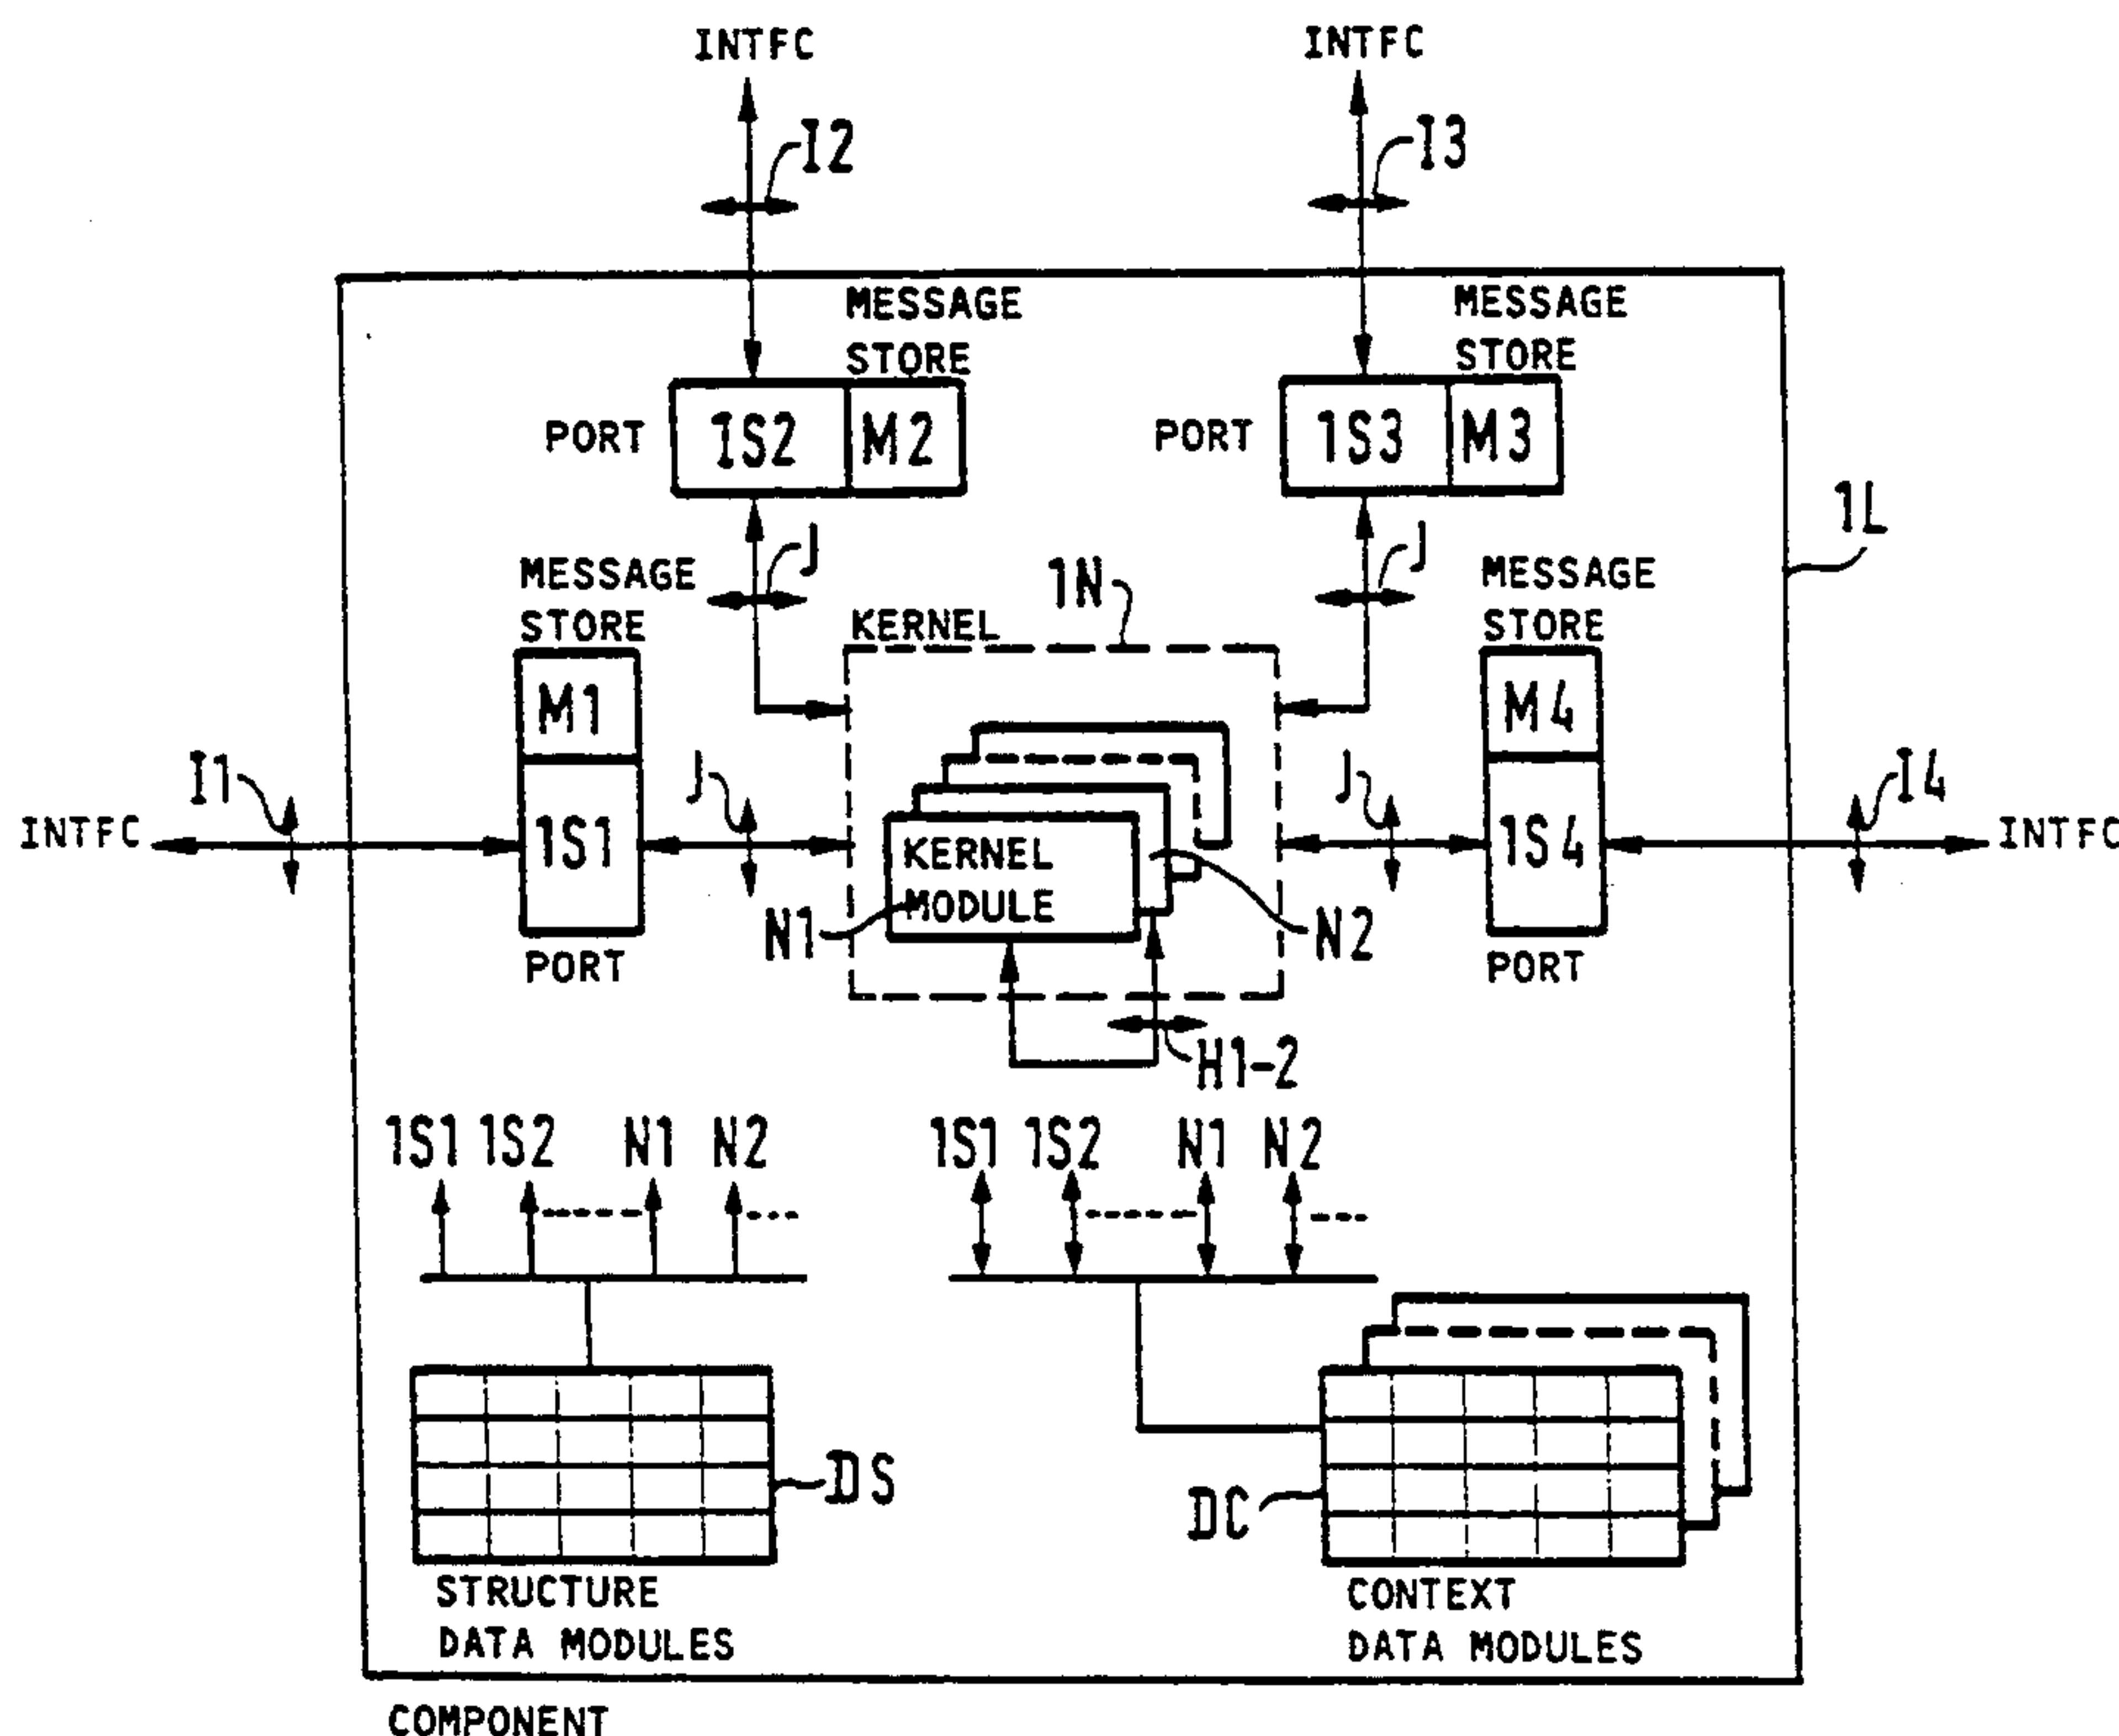 INTFC
INTFC
I2
I3
MESSAGE
STORE
MESSAGE
STORE
PORT
1S2
M2
PORT
1S3
M3
1L
J
J
MESSAGE
STORE
1N
KERNEL
MESSAGE
STORE
M1
M4
I1
J
J
I4
INTFC
1S1
KERNEL
MODULE
1S4
INTFC
N1
N2
PORT
PORT
H1-2
1S1 1S2 N1 N2
1S1 1S2 N1 N2
DS
DC
STRUCTURE
DATA MODULES
CONTEXT
DATA MODULES
COMPONENT